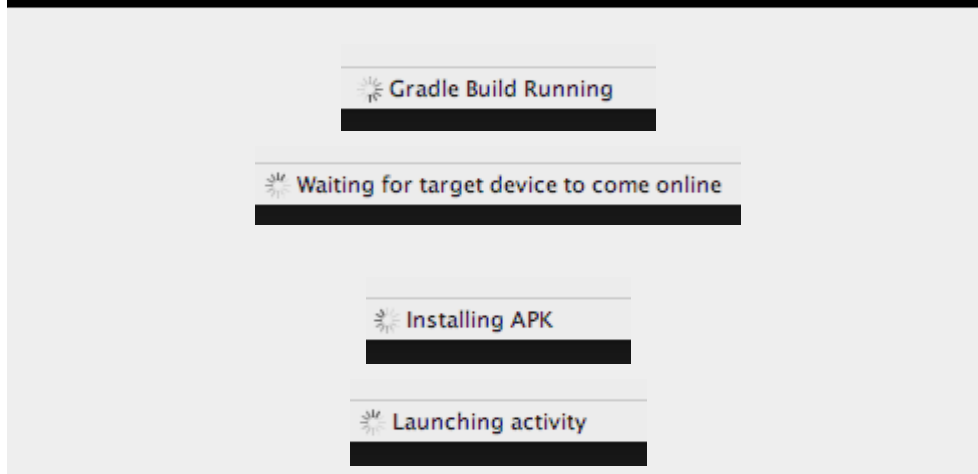 Gradle Build Running
Waiting for target device to come online
Installing APK
Launching activity